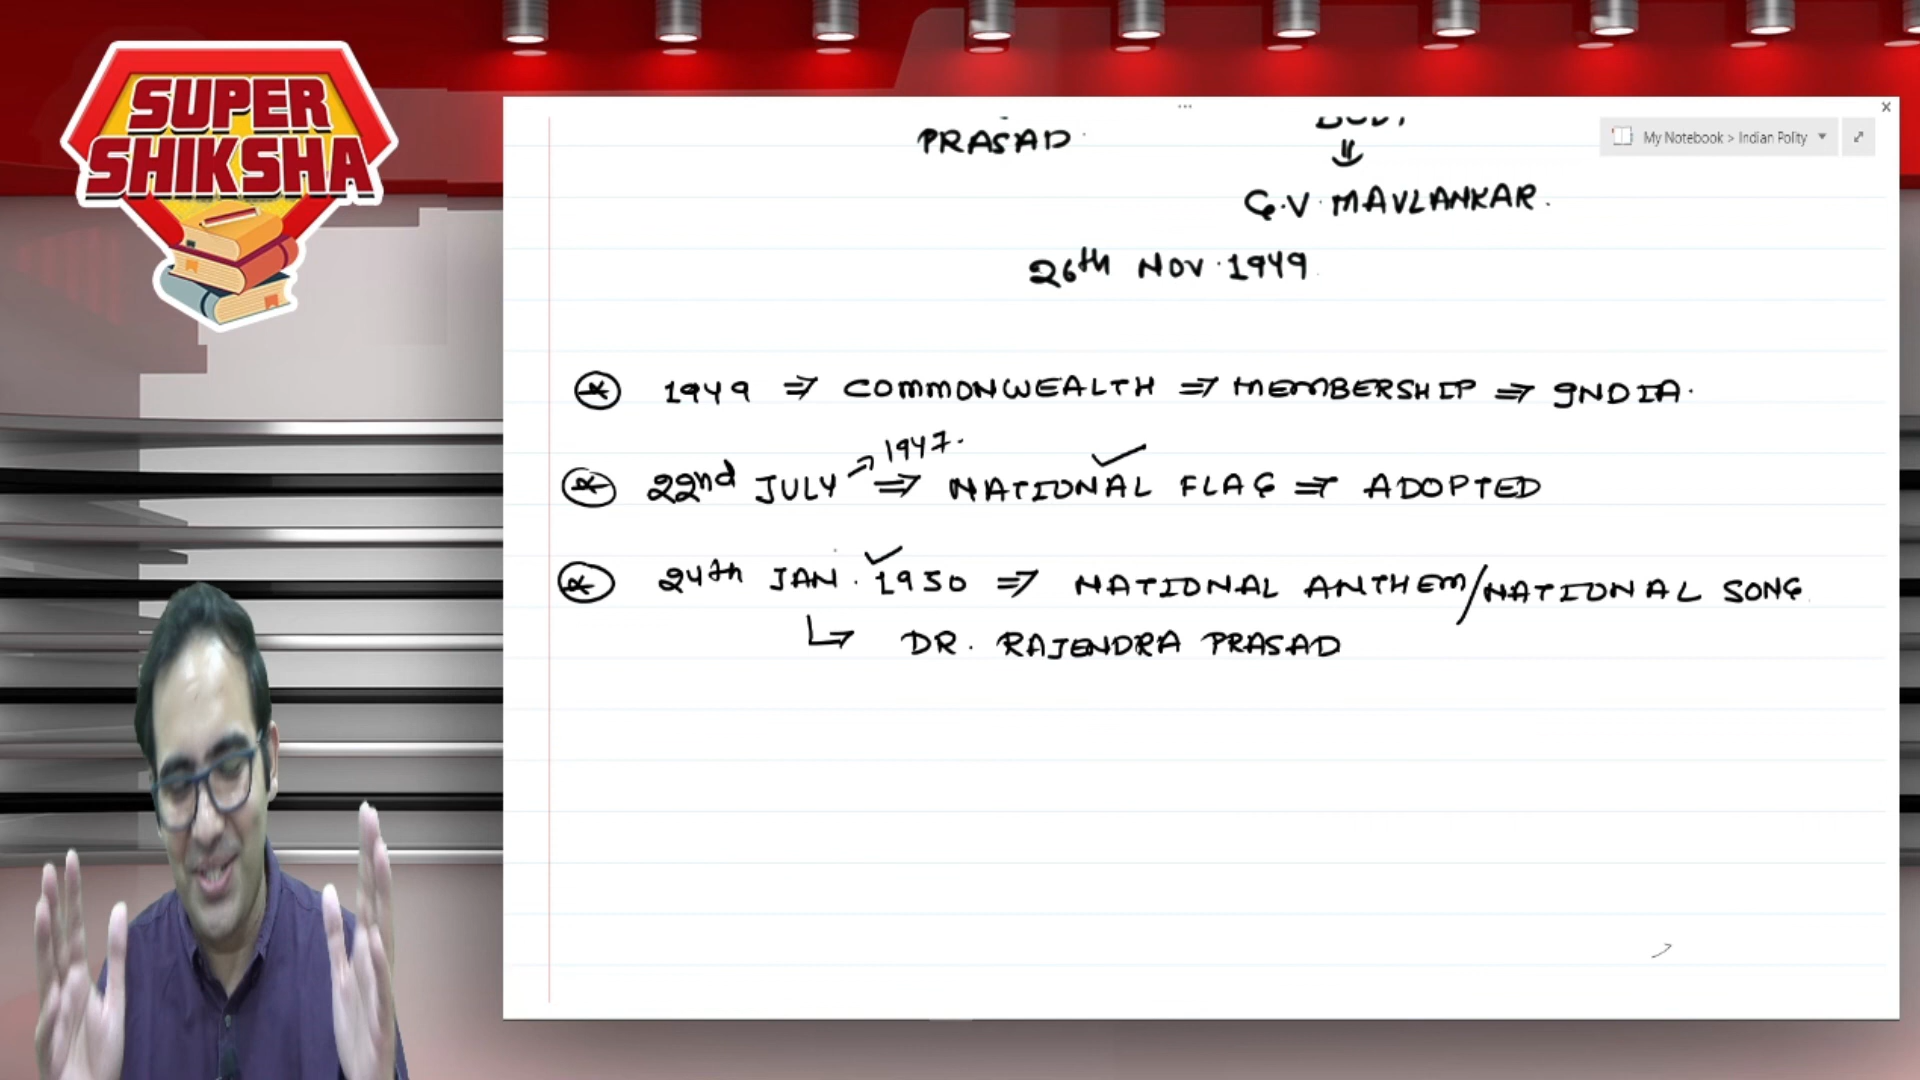 SUPER
SHIKSHA
My Notebook > Indian Polity
PRASAD
G.V. MAVLANKAR.
26th NOV. 1949
1949 ⇒ COMMONWEALTH ⇒ MEMBERSHIP ⇒ INDIA.
1947.
22nd JULY → ⇒ NATIONAL FLAG ⇒ ADOPTED
24th JAN. 1950 ⇒ NATIONAL ANTHEM/NATIONAL SONG
↳ DR. RAJENDRA PRASAD